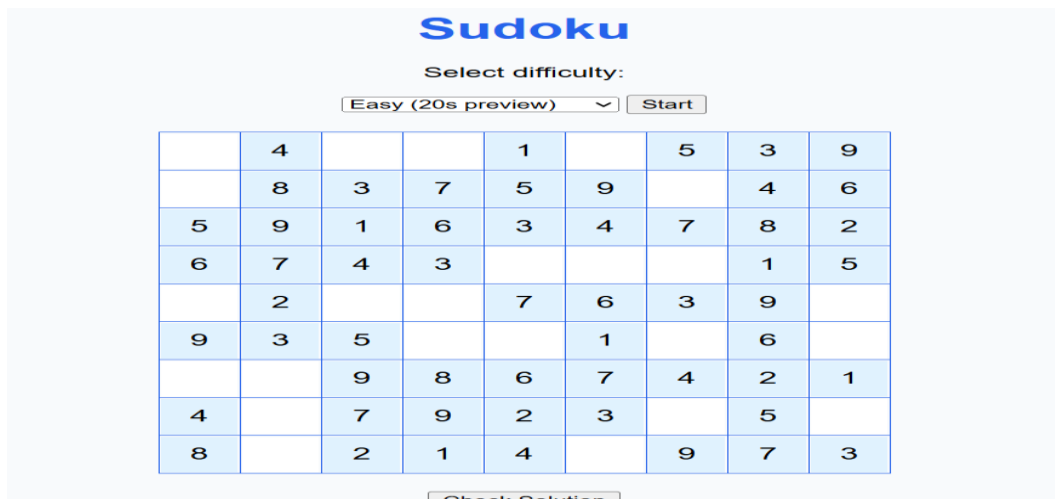 Sudoku
Select difficulty:
Easy (20s preview) Start
4 1 5 3 9
8 3 7 5 9 4 6
5 9 1 6 3 4 7 8 2
6 7 4 3 1 5
2 7 6 3 9
9 3 5 1 6
9 8 6 7 4 2 1
4 7 9 2 3 5
8 2 1 4 9 7 3
Check Solution